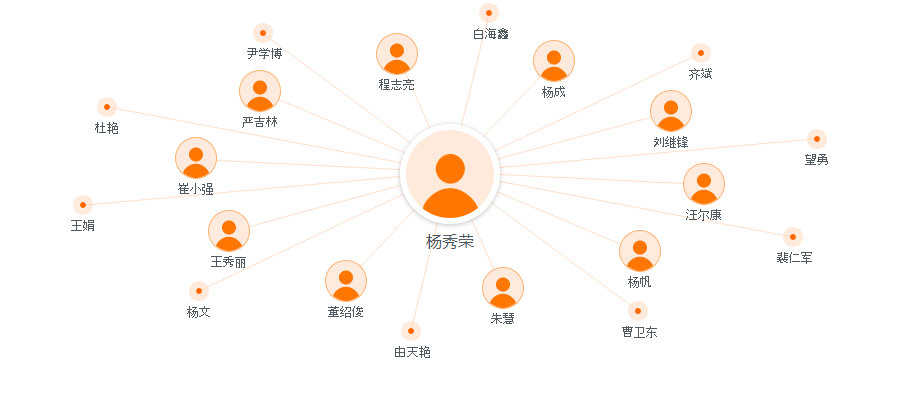 白海鑫
尹学博
齐斌
程志亮
杨成
严吉林
杜艳
刘继锋
望勇
崔小强
汪尔康
王娟
杨秀荣
王秀丽
裴仁军
杨帆
杨文
董绍俊
朱慧
曹卫东
由天艳